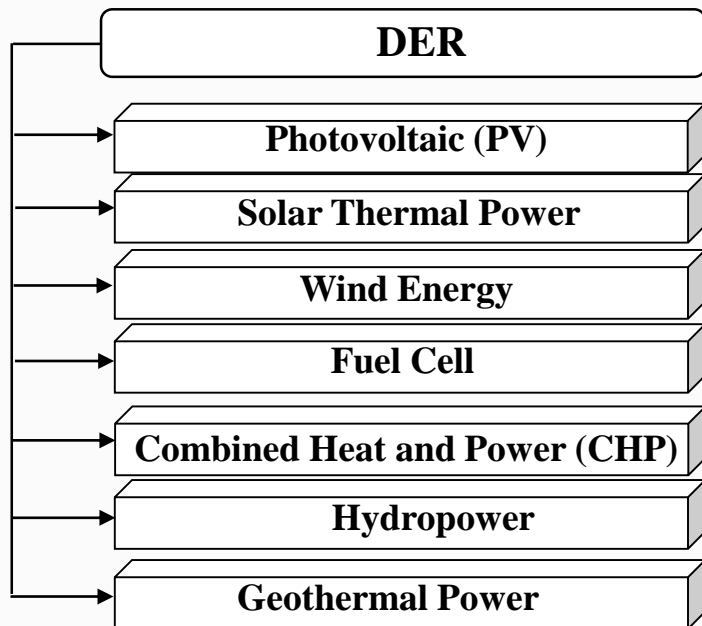 DER
Photovoltaic (PV)
Solar Thermal Power
Wind Energy
Fuel Cell
Combined Heat and Power (CHP)
Hydropower
Geothermal Power